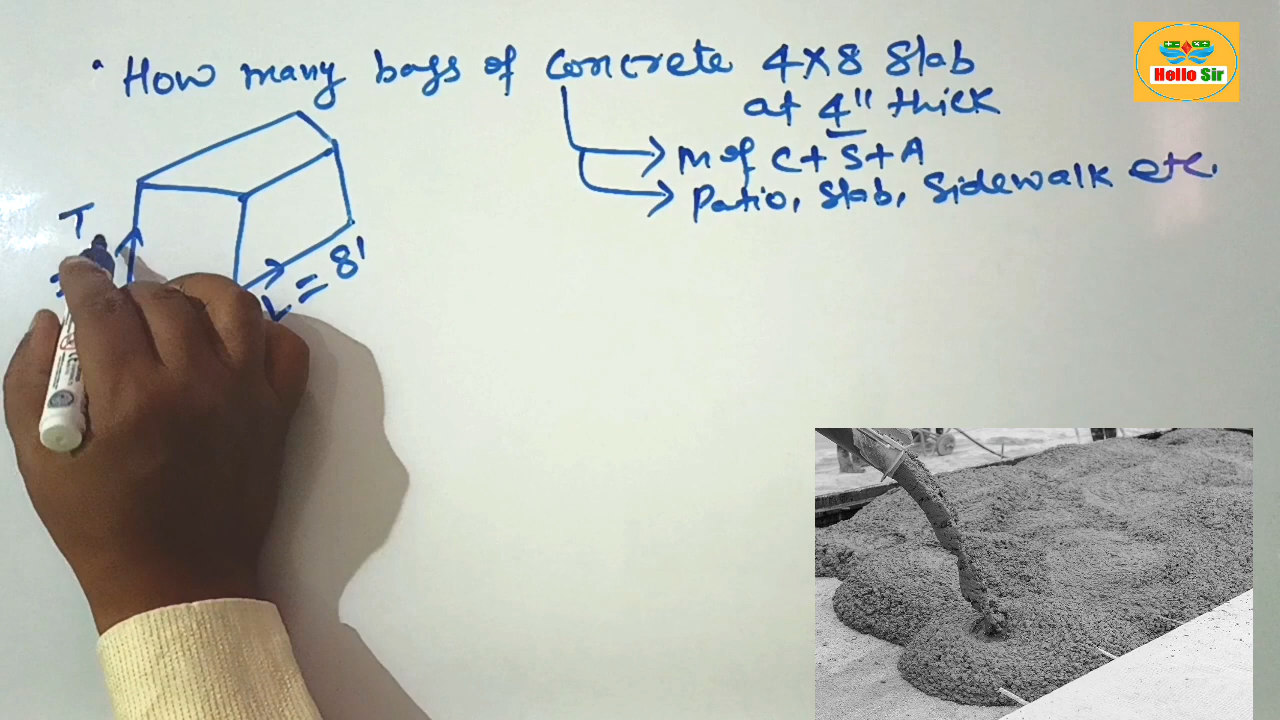 How many bags of concrete 4x8 Slab
at 4" thick
M of C + S + A
Patio, Slab, Sidewalk etc.
T
L = 8'
Hello Sir